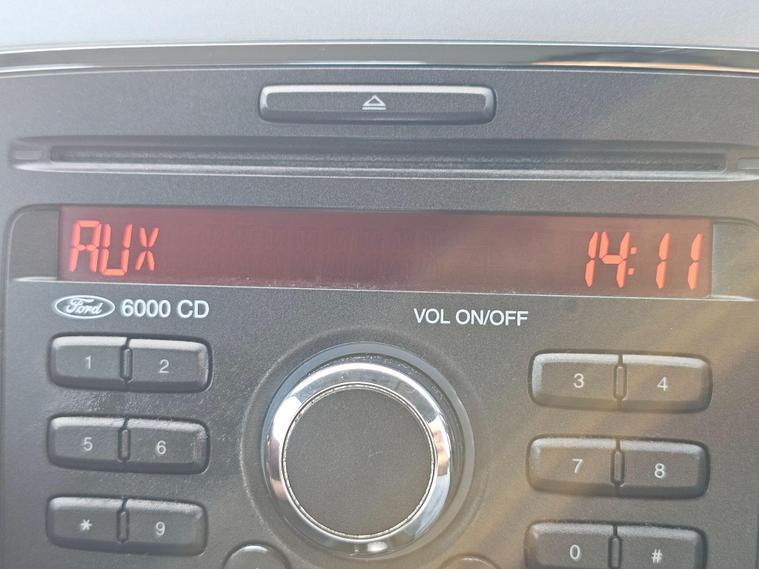 AUX 14:11
Ford 6000 CD VOL ON/OFF
1 2 3 4
5 6 7 8
* 9 0 #